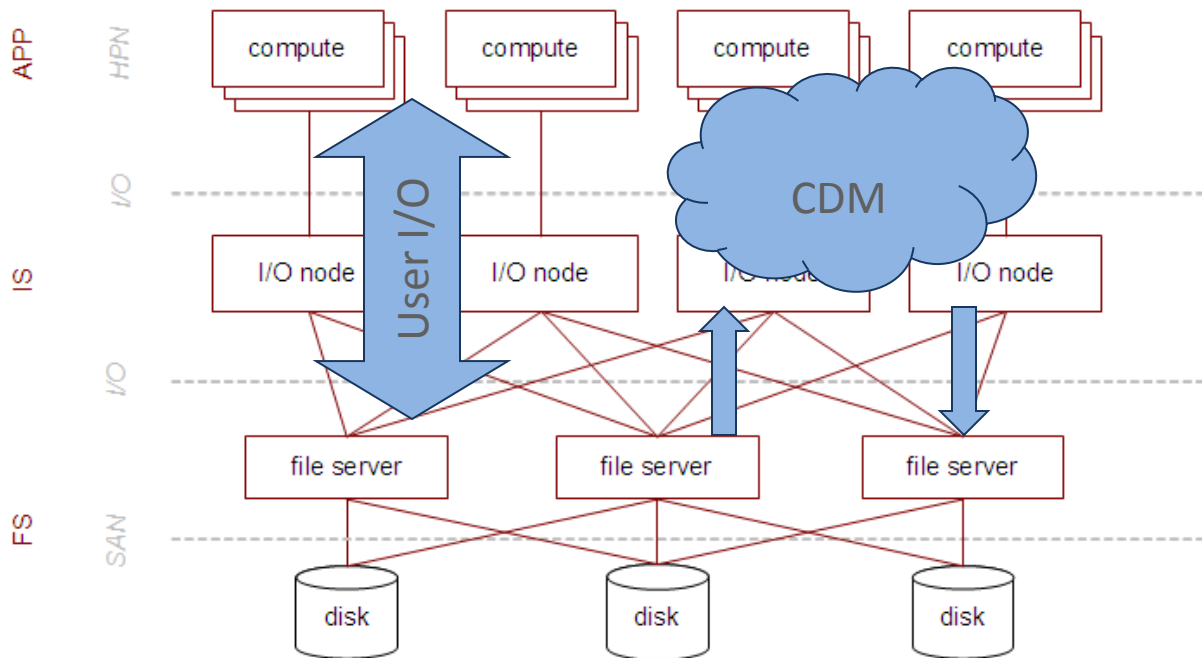 APP
HPN
compute
compute
compute
compute
I/O
User I/O
CDM
IS
I/O node
I/O node
I/O node
I/O node
I/O
FS
file server
file server
file server
SAN
disk
disk
disk